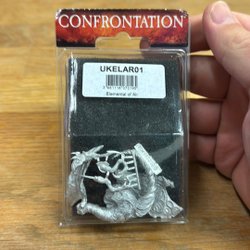 CONFRONTATION
UKELAR01
Elemental of Air